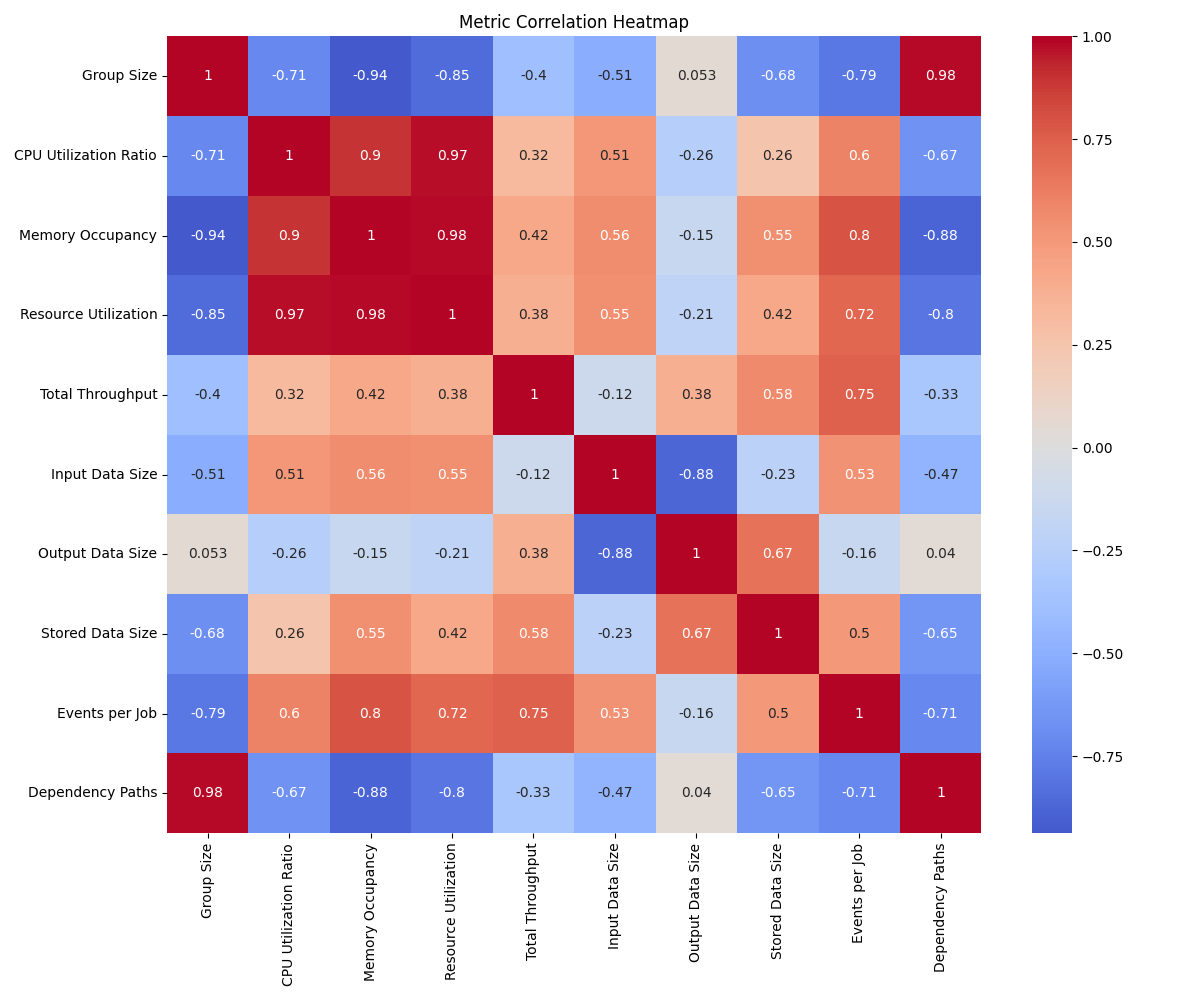 Metric Correlation Heatmap
Group Size 1 -0.71 -0.94 -0.85 -0.4 -0.51 0.053 -0.68 -0.79 0.98
CPU Utilization Ratio -0.71 1 0.9 0.97 0.32 0.51 -0.26 0.26 0.6 -0.67
Memory Occupancy -0.94 0.9 1 0.98 0.42 0.56 -0.15 0.55 0.8 -0.88
Resource Utilization -0.85 0.97 0.98 1 0.38 0.55 -0.21 0.42 0.72 -0.8
Total Throughput -0.4 0.32 0.42 0.38 1 -0.12 0.38 0.58 0.75 -0.33
Input Data Size -0.51 0.51 0.56 0.55 -0.12 1 -0.88 -0.23 0.53 -0.47
Output Data Size 0.053 -0.26 -0.15 -0.21 0.38 -0.88 1 0.67 -0.16 0.04
Stored Data Size -0.68 0.26 0.55 0.42 0.58 -0.23 0.67 1 0.5 -0.65
Events per Job -0.79 0.6 0.8 0.72 0.75 0.53 -0.16 0.5 1 -0.71
Dependency Paths 0.98 -0.67 -0.88 -0.8 -0.33 -0.47 0.04 -0.65 -0.71 1
Group Size
CPU Utilization Ratio
Memory Occupancy
Resource Utilization
Total Throughput
Input Data Size
Output Data Size
Stored Data Size
Events per Job
Dependency Paths
1.00
0.75
0.50
0.25
0.00
−0.25
−0.50
−0.75